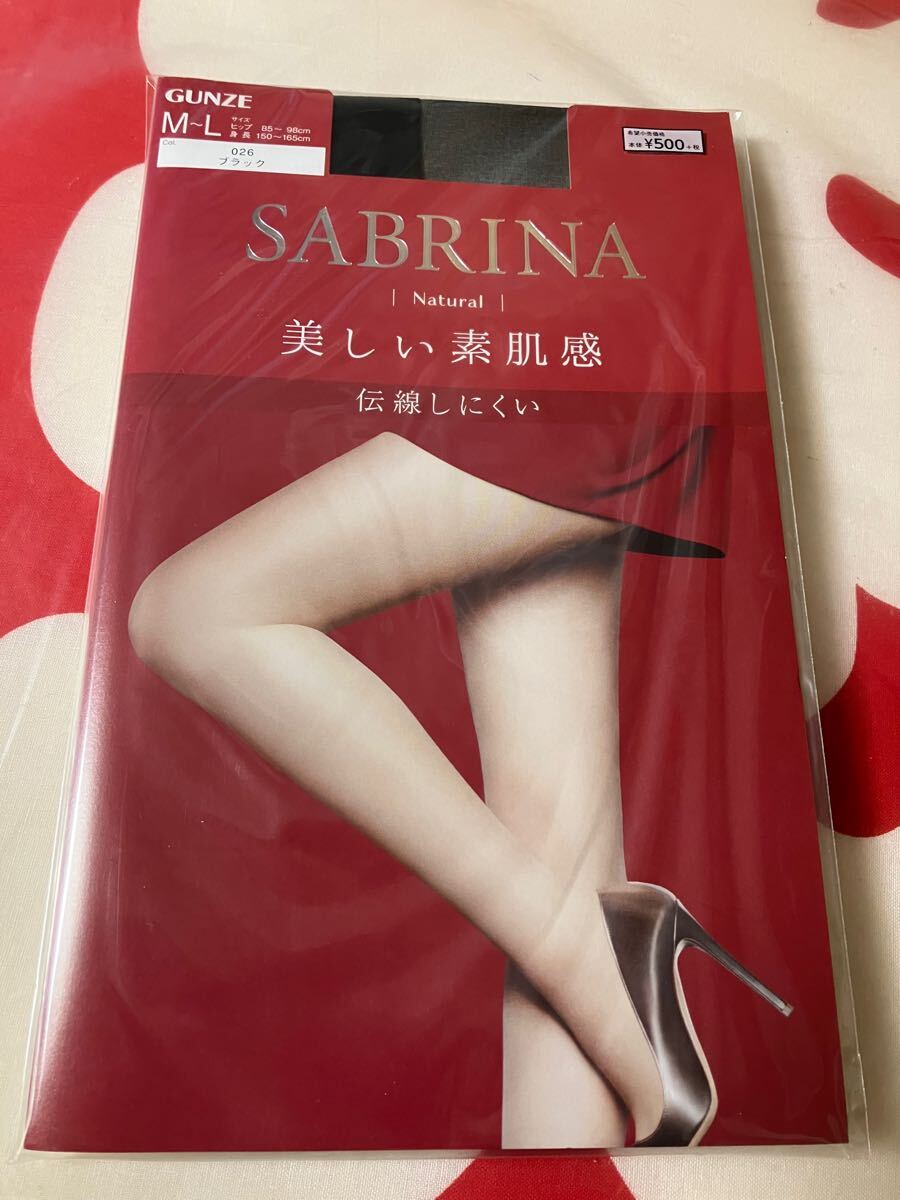 GUNZE
M~L サイズ
ヒップ 85~98cm
身長 150~165cm
Col.
026
ブラック
希望小売価格
本体 ¥500+税
SABRINA
| Natural |
美しい素肌感
伝線しにくい